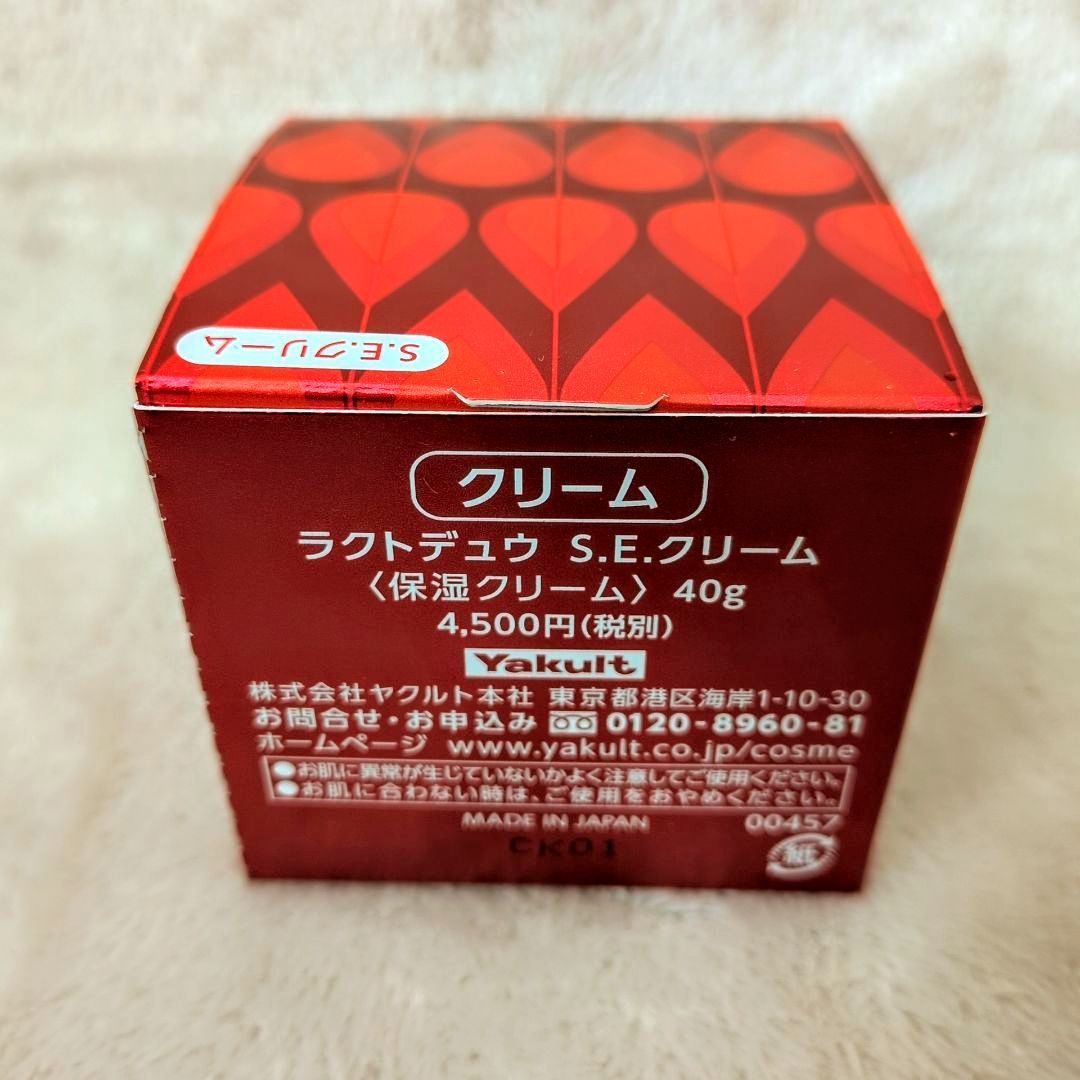 S.E.クリーム
クリーム
ラクトデュウ S.E.クリーム
〈保湿クリーム〉 40g
4,500円(税別)
Yakult
株式会社ヤクルト本社 東京都港区海岸1-10-30
お問合せ・お申込み 0120-8960-81
ホームページ www.yakult.co.jp/cosme
●お肌に異常が生じていないかよく注意してご使用ください。
●お肌に合わない時は、ご使用をおやめください。
MADE IN JAPAN 00457
CK01
紙